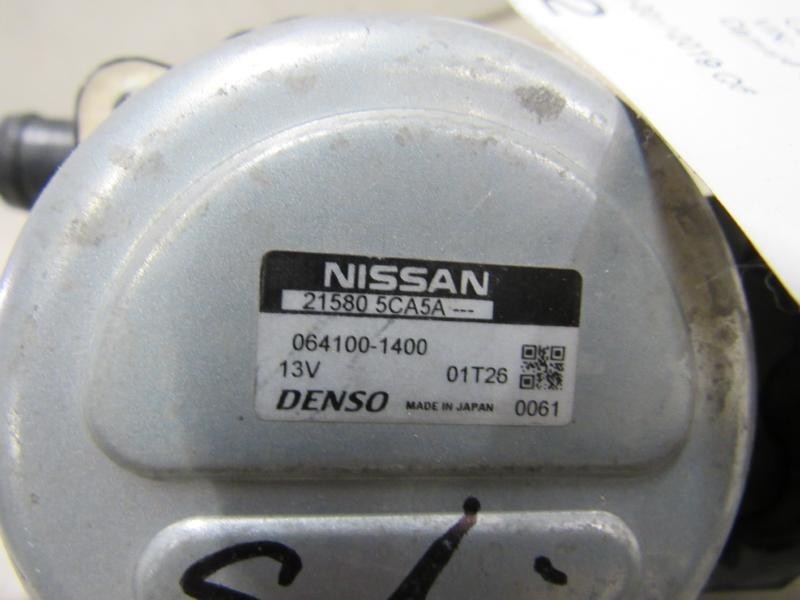 NISSAN
21580 5CA5A ---
064100-1400
13V 01T26
DENSO MADE IN JAPAN 0061